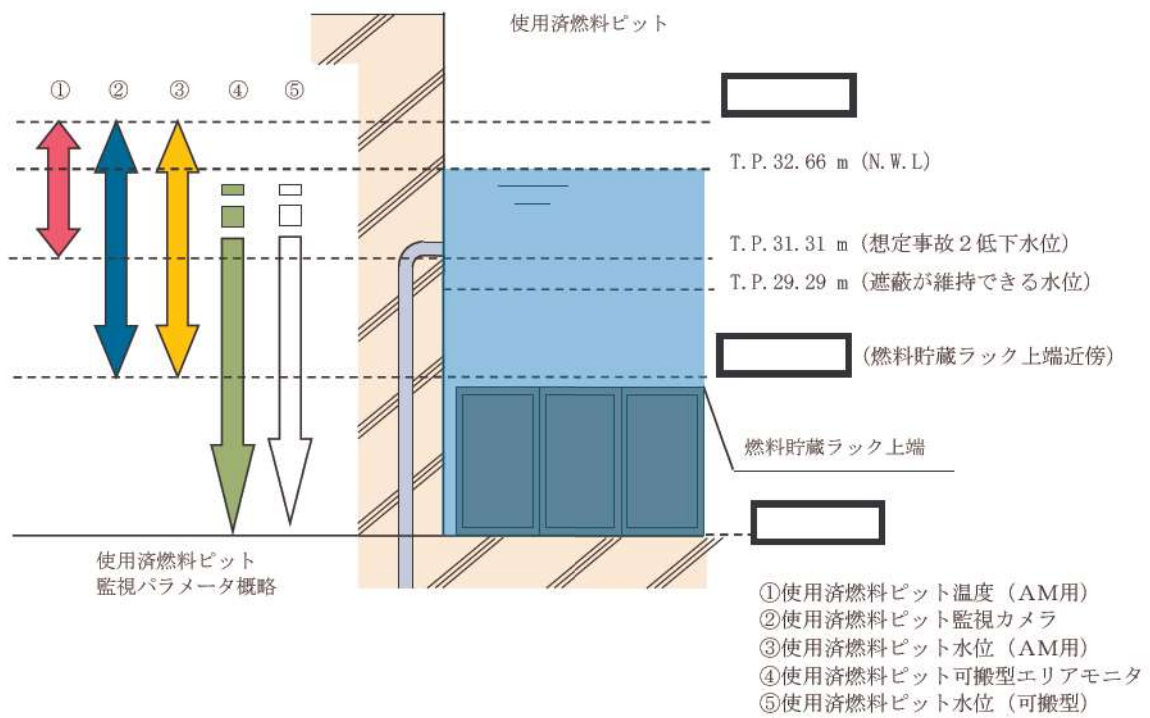 使用済燃料ピット
① ② ③ ④ ⑤
T.P.32.66 m (N.W.L)
T.P.31.31 m (想定事故2低下水位)
T.P.29.29 m (遮蔽が維持できる水位)
(燃料貯蔵ラック上端近傍)
燃料貯蔵ラック上端
使用済燃料ピット
監視パラメータ概略
①使用済燃料ピット温度（AM用）
②使用済燃料ピット監視カメラ
③使用済燃料ピット水位（AM用）
④使用済燃料ピット可搬型エリアモニタ
⑤使用済燃料ピット水位（可搬型）